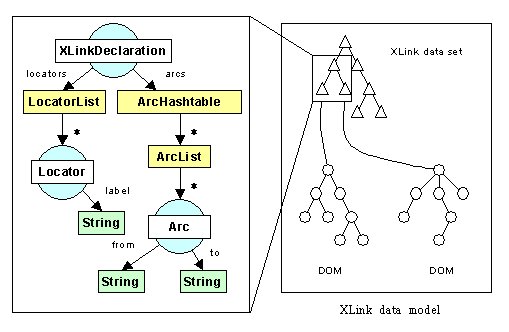 XLinkDeclaration
locators
arcs
LocatorList
ArcHashtable
*
*
ArcList
Locator
*
label
String
Arc
from
to
String
String
XLink data set
DOM
DOM
XLink data model